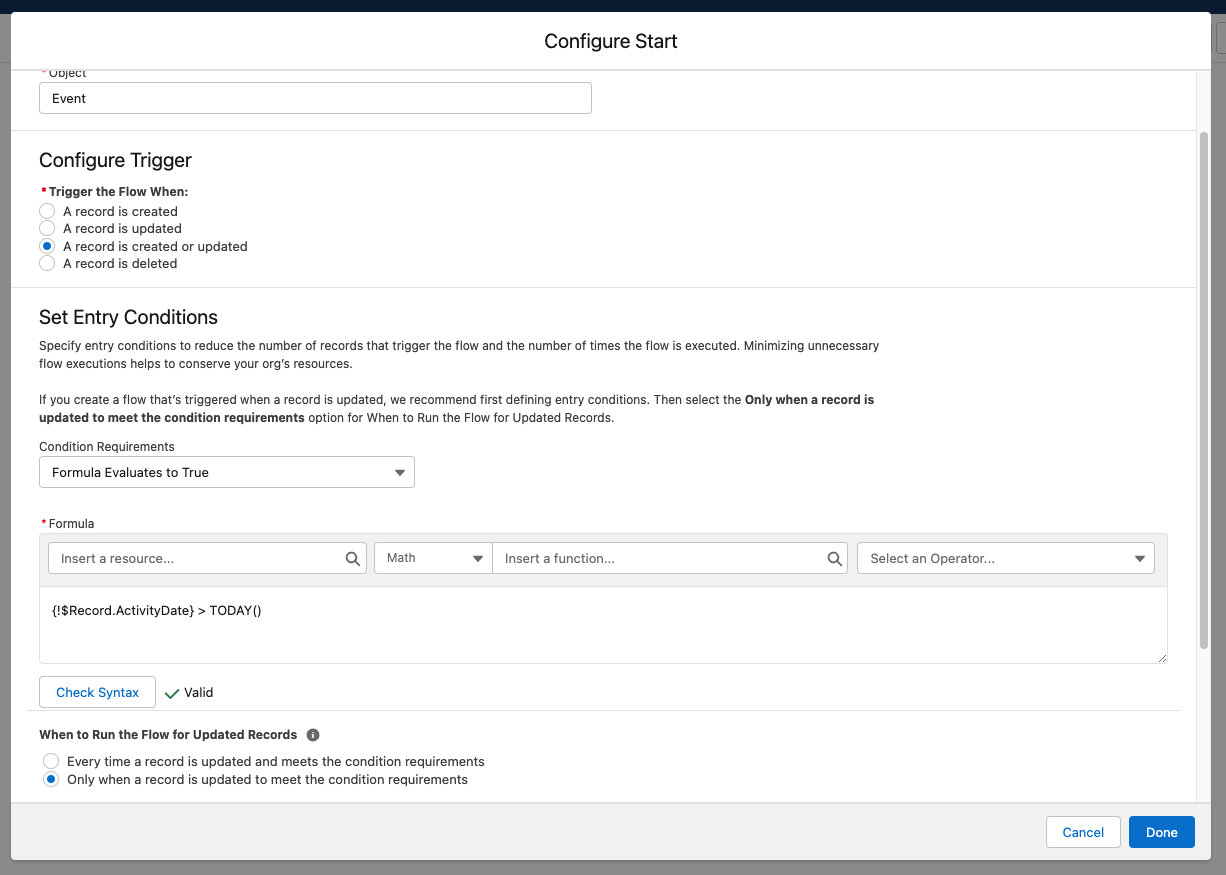 Configure Start
* Object
Event
Configure Trigger
* Trigger the Flow When:
A record is created
A record is updated
A record is created or updated
A record is deleted
Set Entry Conditions
Specify entry conditions to reduce the number of records that trigger the flow and the number of times the flow is executed. Minimizing unnecessary
flow executions helps to conserve your org’s resources.
If you create a flow that’s triggered when a record is updated, we recommend first defining entry conditions. Then select the Only when a record is
updated to meet the condition requirements option for When to Run the Flow for Updated Records.
Condition Requirements
Formula Evaluates to True
* Formula
Insert a resource... Math Insert a function... Select an Operator...
{!$Record.ActivityDate} > TODAY()
Check Syntax Valid
When to Run the Flow for Updated Records
Every time a record is updated and meets the condition requirements
Only when a record is updated to meet the condition requirements
Cancel Done